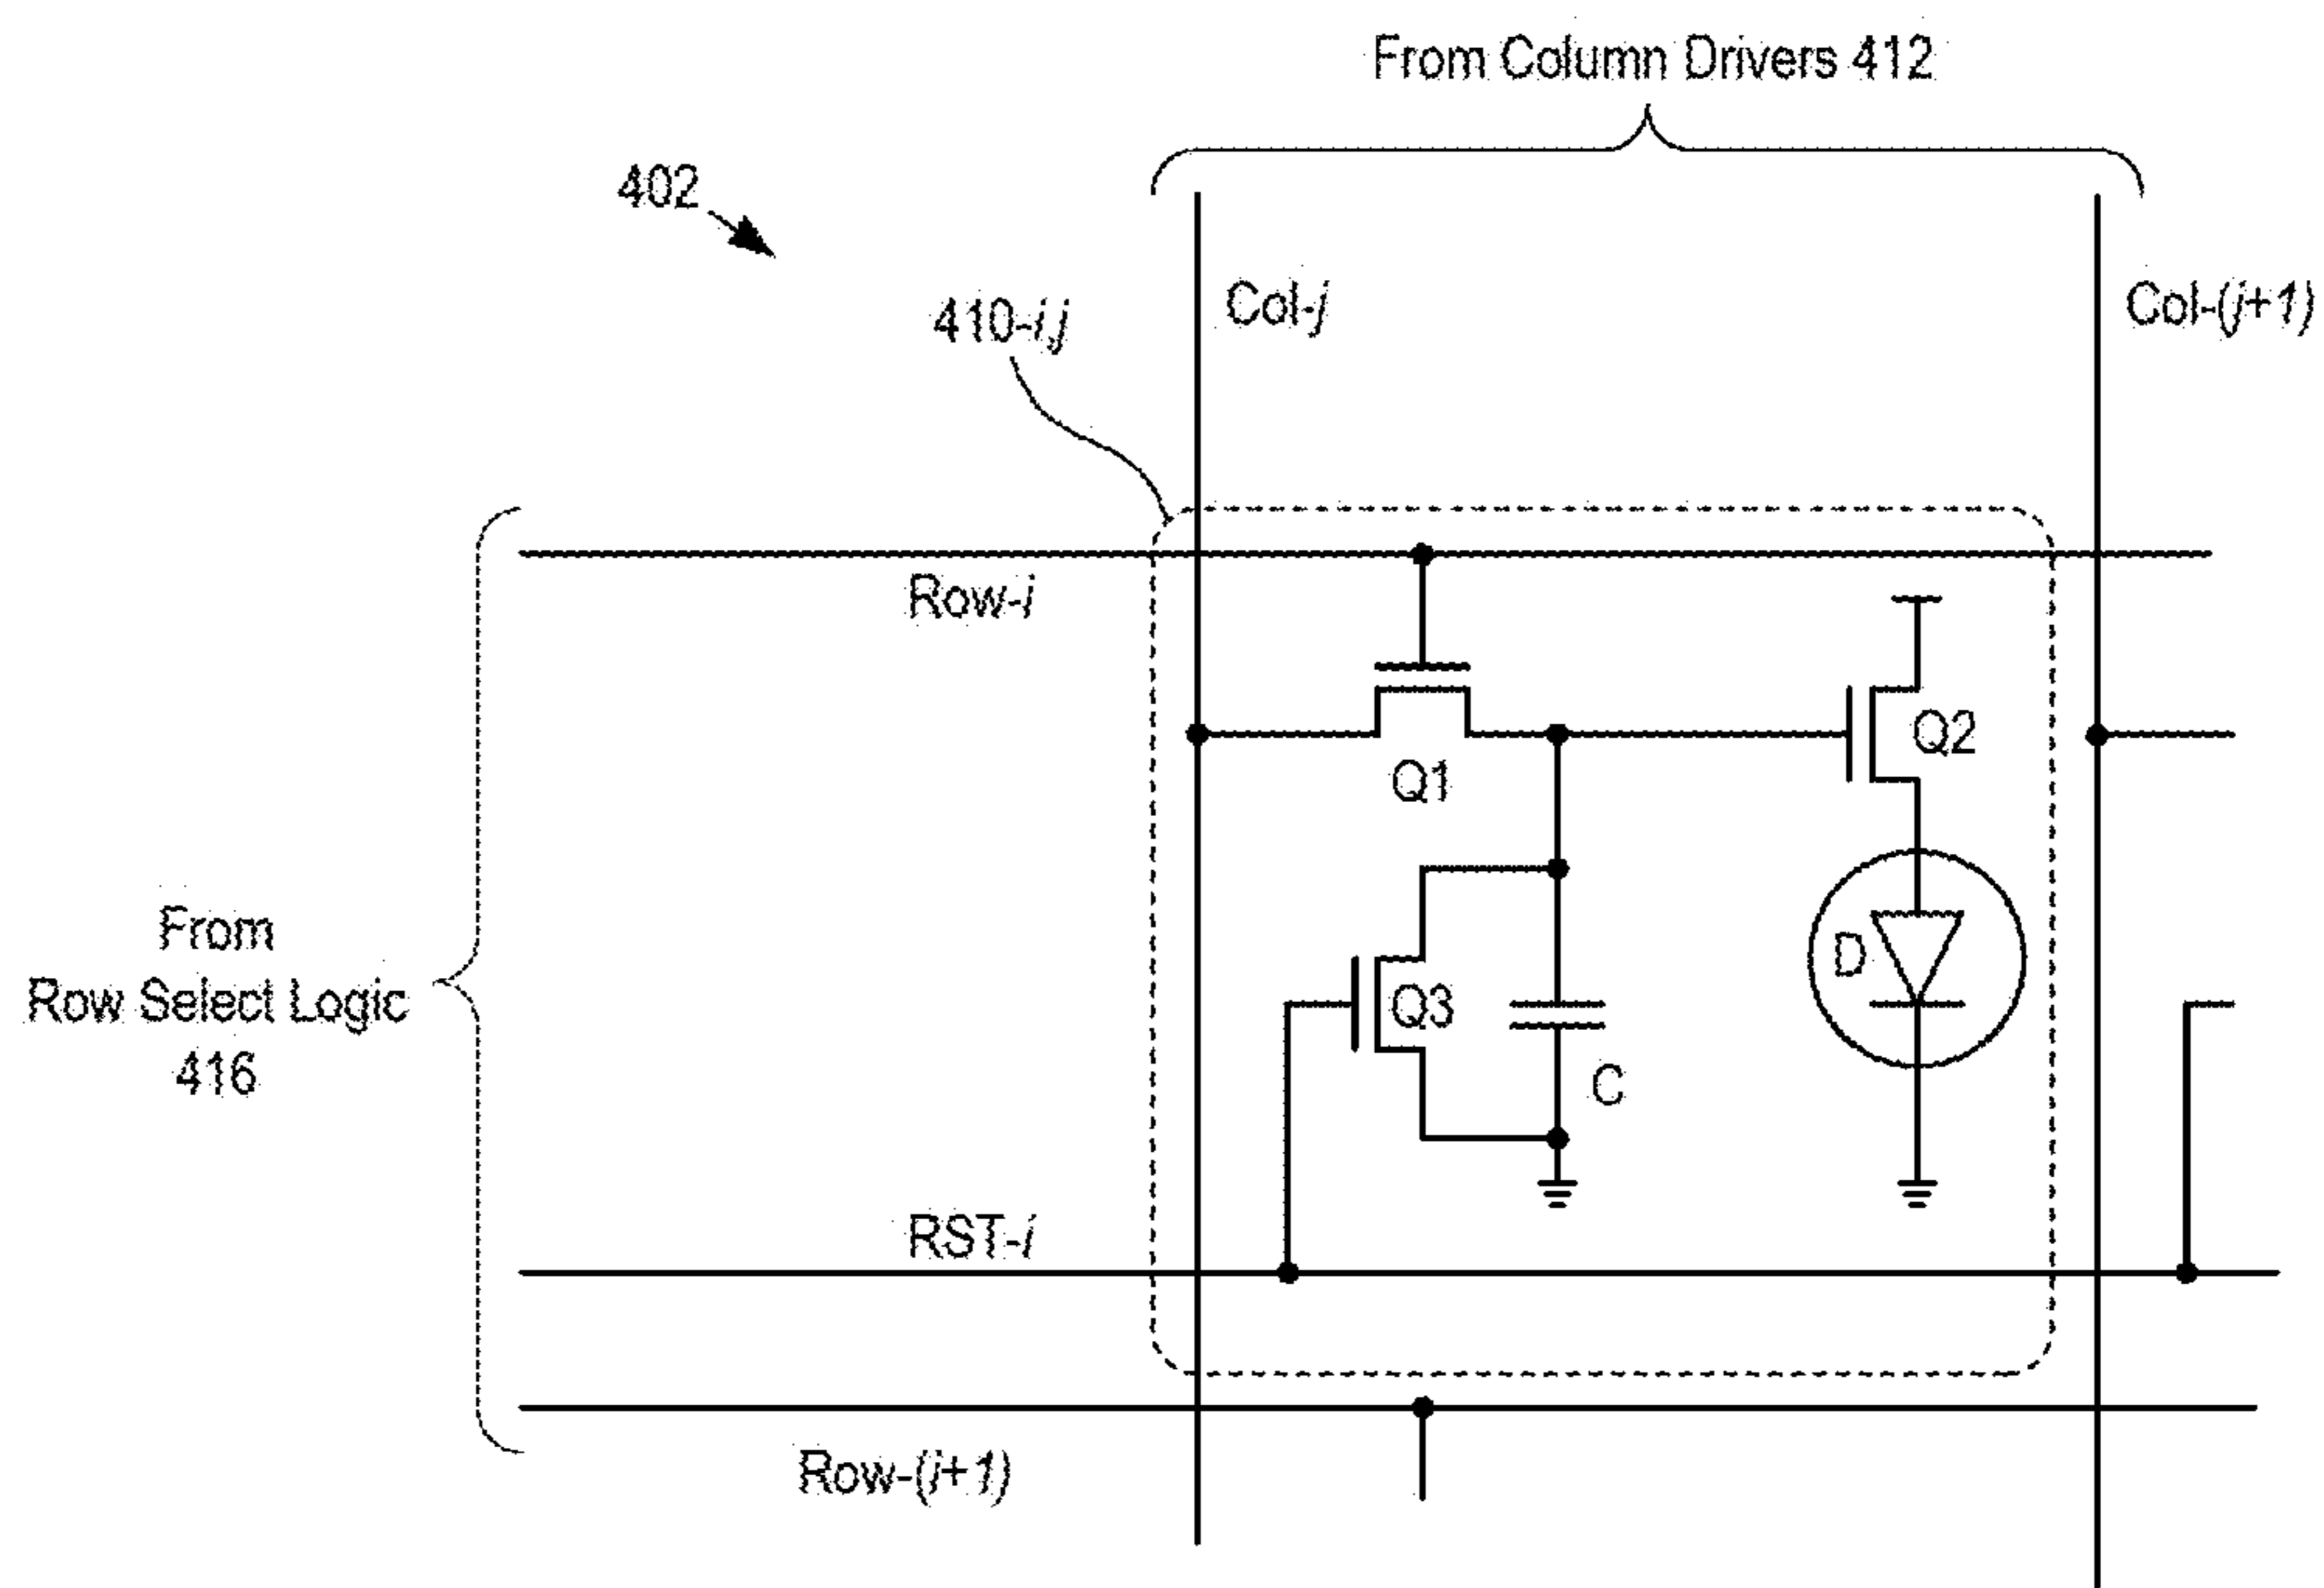 From Column Drivers 412
402
Col-j
Col-(j+1)
410-i,j
Row-i
Q2
Q1
From
Row Select Logic
416
D
Q3
C
RST-i
Row-(i+1)